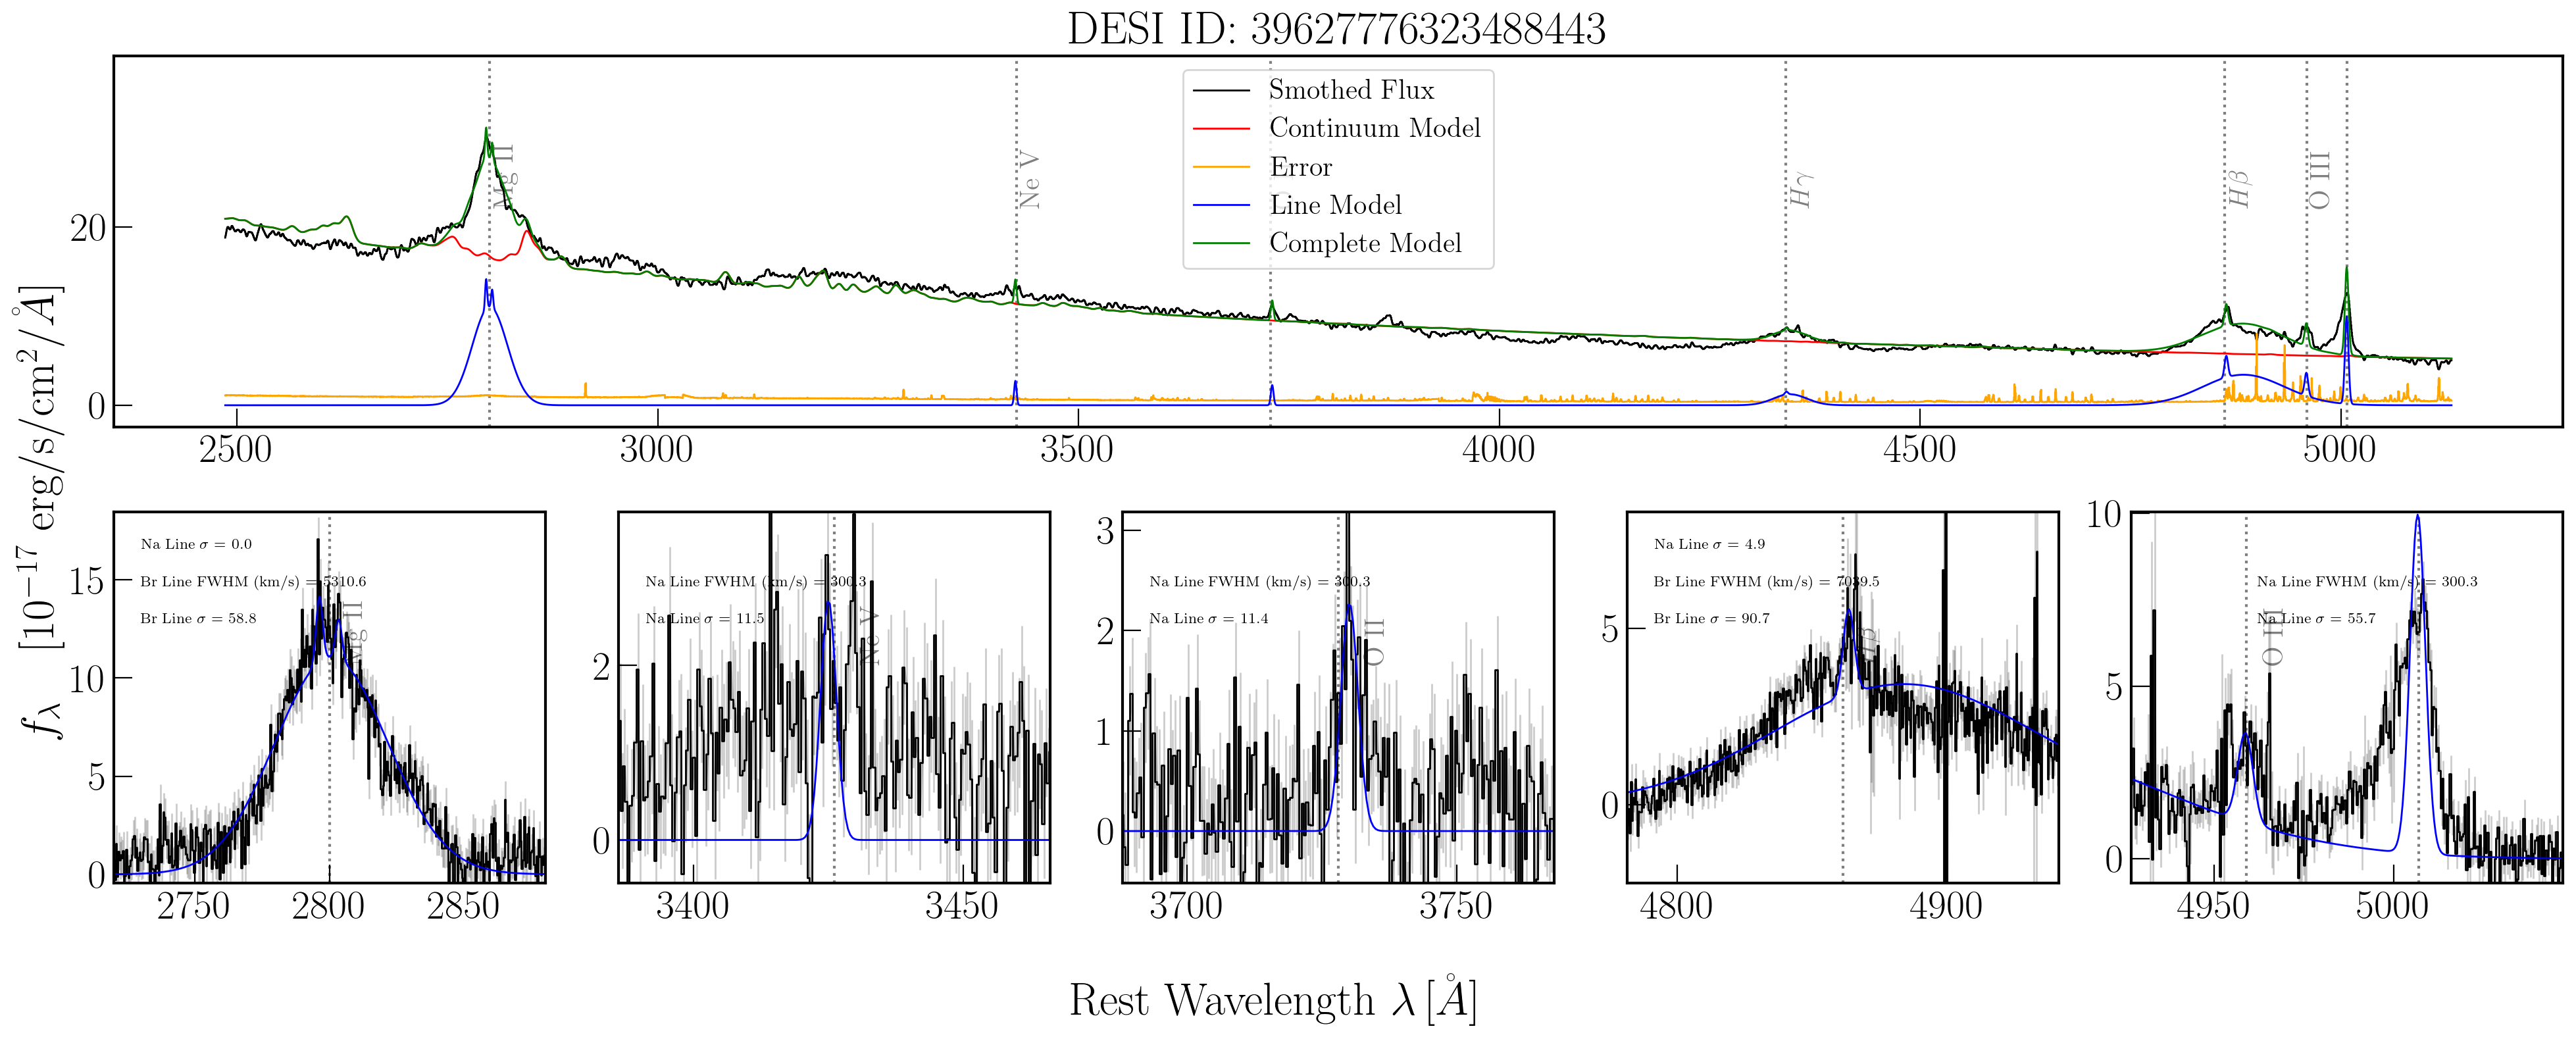 DESI ID: 39627776323488443
Smothed Flux
Continuum Model
Error
Line Model
Complete Model
Mg II
Ne V
Hγ
Hβ
O III
20
0
2500
3000
3500
4000
4500
5000
f_λ [10^{-17} erg/s/cm^2/Å]
Na Line σ = 0.0
Br Line FWHM (km/s) = 5310.6
Br Line σ = 58.8
Mg II
15
10
5
0
2750
2800
2850
Na Line FWHM (km/s) = 300.3
Na Line σ = 11.5
Ne V
2
0
3400
3450
Na Line FWHM (km/s) = 300.3
Na Line σ = 11.4
O II
3
2
1
0
3700
3750
Na Line σ = 4.9
Br Line FWHM (km/s) = 7039.5
Br Line σ = 90.7
Hβ
5
0
4800
4900
Na Line FWHM (km/s) = 300.3
Na Line σ = 55.7
O III
10
5
0
4950
5000
Rest Wavelength λ [Å]